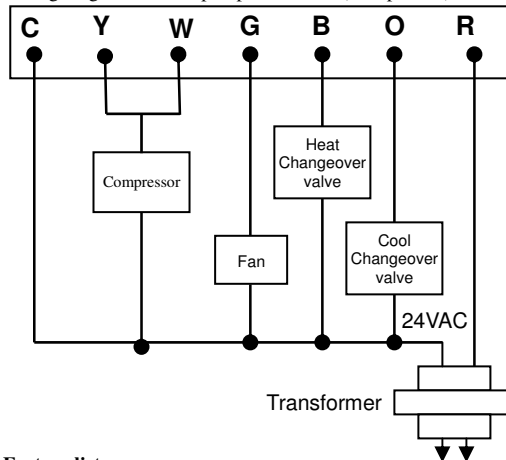 C Y W G B O R
Heat
Changeover
valve
Compressor
Cool
Changeover
valve
Fan
24VAC
Transformer